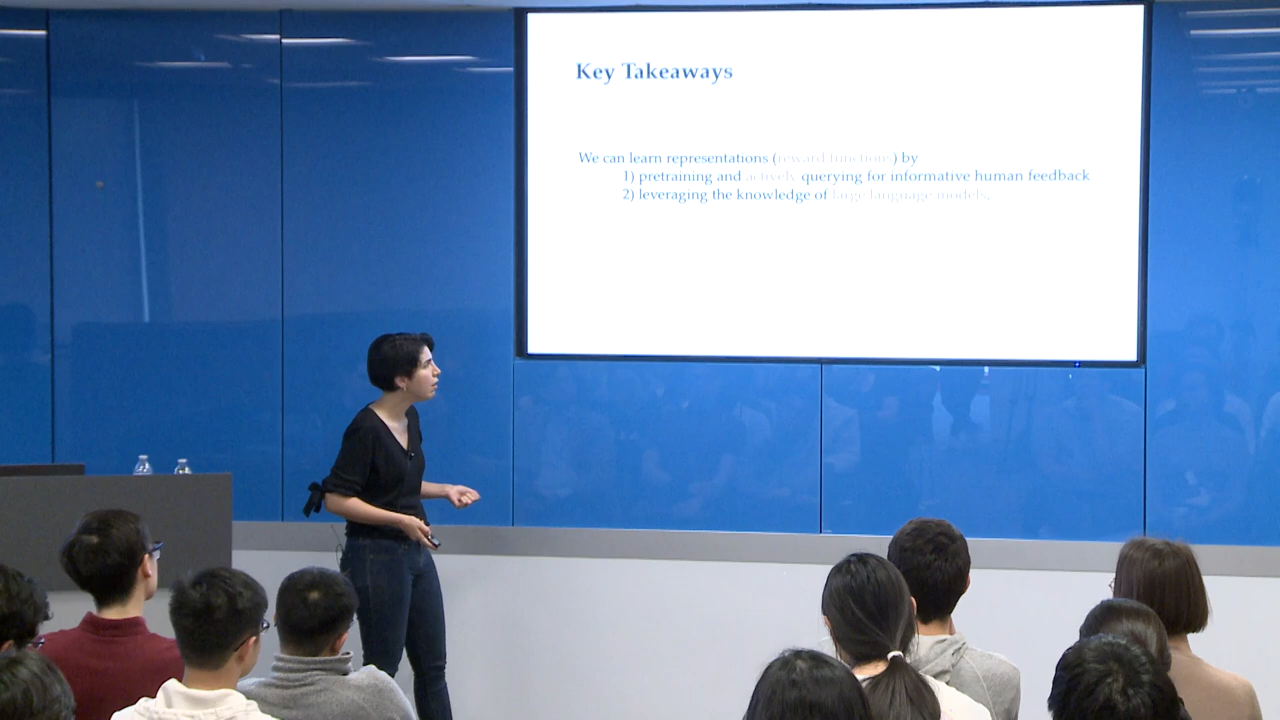 Key Takeaways
We can learn representations (reward functions) by
1) pretraining and actively querying for informative human feedback
2) leveraging the knowledge of large language models.